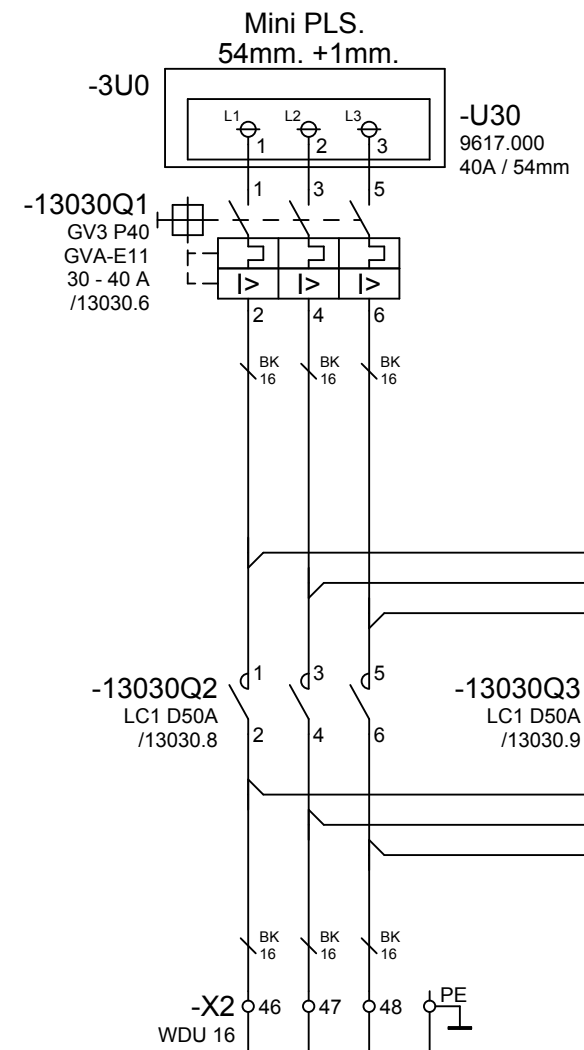 Mini PLS.
54mm. +1mm.
-3U0
L1 L2 L3
1 2 3
-U30
9617.000
40A / 54mm
1 3 5
-13030Q1
GV3 P40
GVA-E11
30 - 40 A
/13030.6
I> I> I>
2 4 6
BK BK BK
16 16 16
1 3 5
-13030Q2
LC1 D50A
/13030.8
2 4 6
-13030Q3
LC1 D50A
/13030.9
BK BK BK
16 16 16
-X2 46 47 48 PE
WDU 16